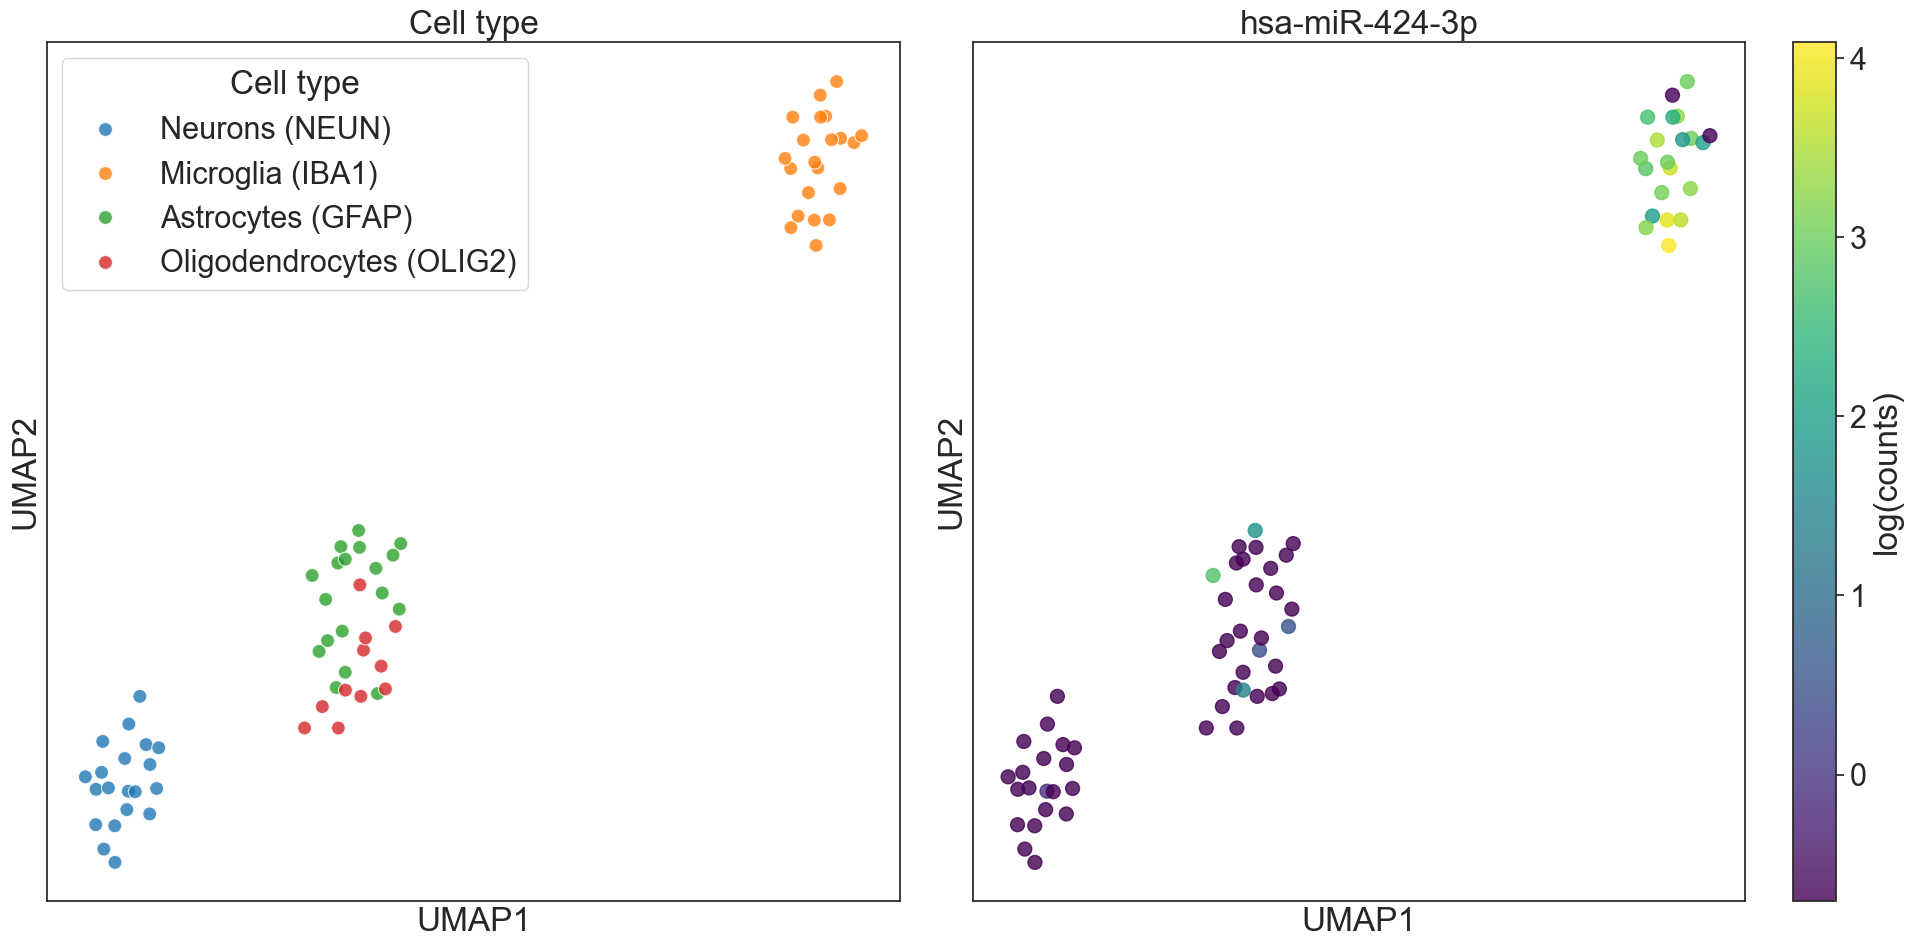 Cell type
Cell type
Neurons (NEUN)
Microglia (IBA1)
Astrocytes (GFAP)
Oligodendrocytes (OLIG2)
UMAP2
UMAP1
hsa-miR-424-3p
UMAP2
UMAP1
4
3
2
1
0
log(counts)